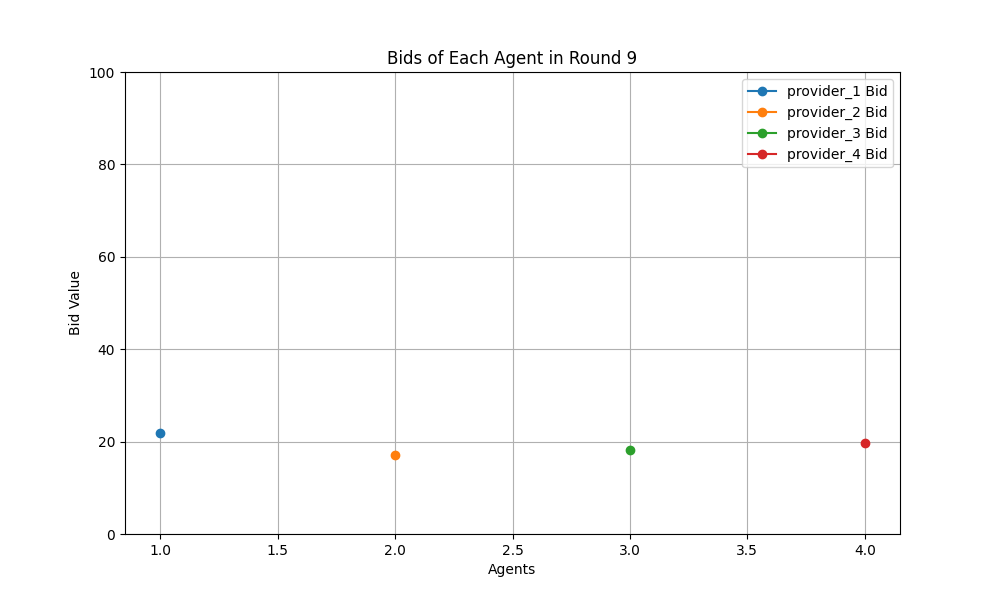 Bids of Each Agent in Round 9
provider_1 Bid
provider_2 Bid
provider_3 Bid
provider_4 Bid
Bid Value
100
80
60
40
20
0
1.0 1.5 2.0 2.5 3.0 3.5 4.0
Agents